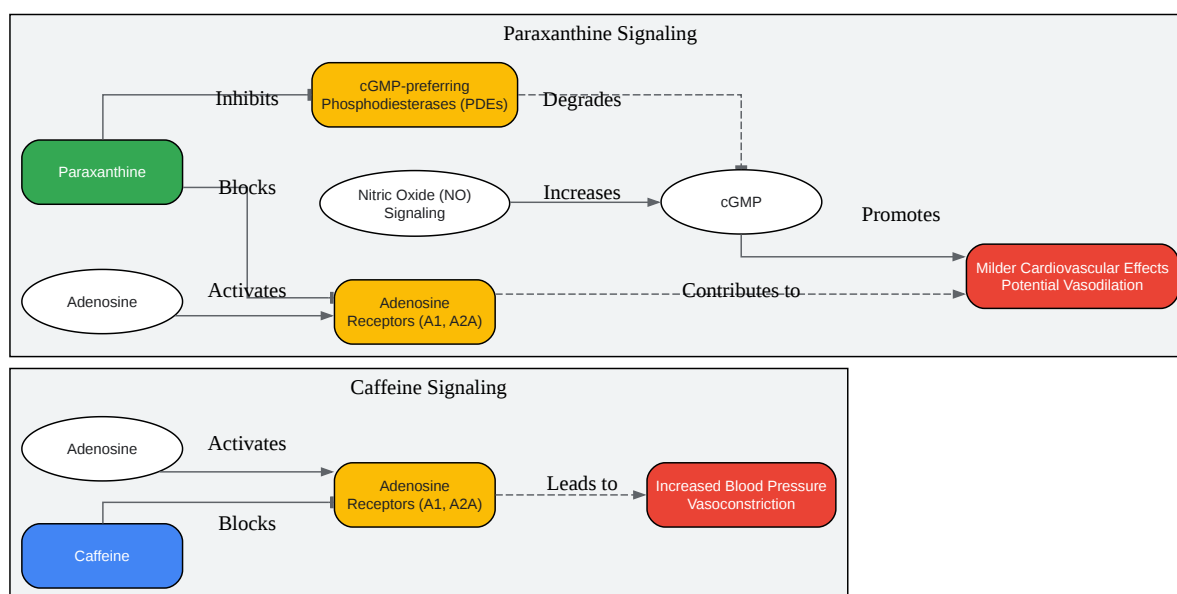 Paraxanthine Signaling
cGMP-preferring
Phosphodiesterases (PDEs)
Inhibits
Degrades
Paraxanthine
Blocks
Nitric Oxide (NO)
Signaling
Increases
cGMP
Promotes
Milder Cardiovascular Effects
Potential Vasodilation
Adenosine
Activates
Adenosine
Receptors (A1, A2A)
Contributes to
Caffeine Signaling
Adenosine
Activates
Adenosine
Receptors (A1, A2A)
Leads to
Increased Blood Pressure
Vasoconstriction
Blocks
Caffeine